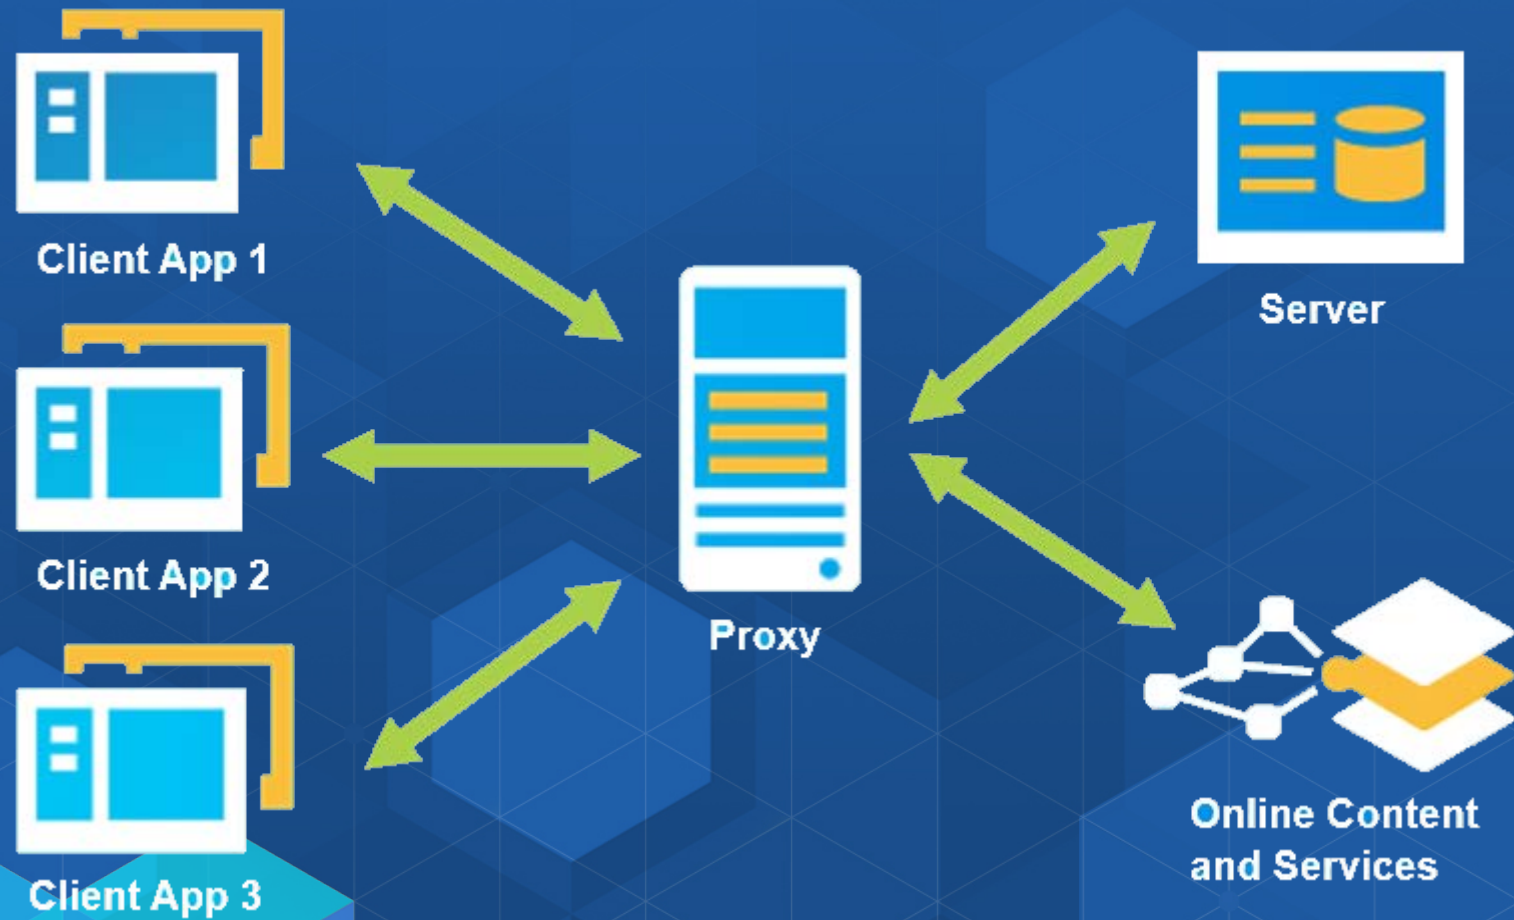 Client App 1
Client App 2
Client App 3
Proxy
Server
Online Content
and Services